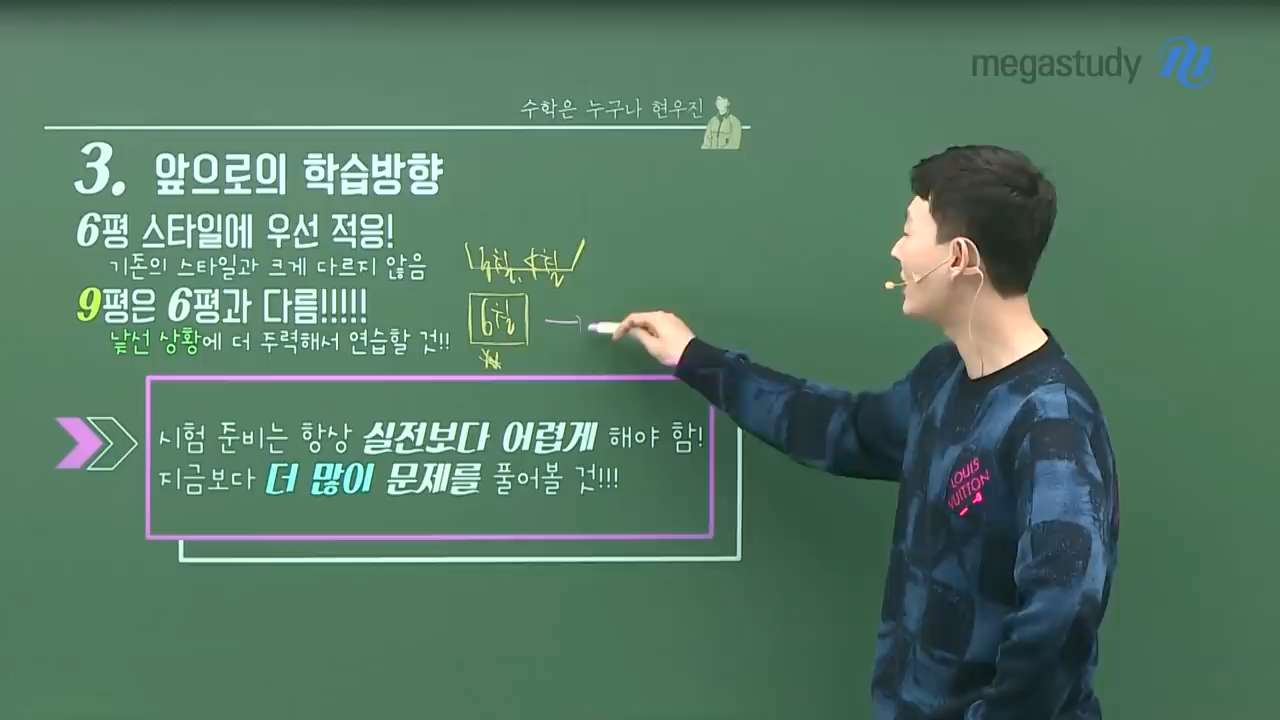 megastudy
수학은 누구나 현우진
3. 앞으로의 학습방향
6평 스타일에 우선 적응!
기존의 스타일과 크게 다르지 않음
9평은 6평과 다름!!!!!
낯선 상황에 더 주력해서 연습할 것!!
6월
시험 준비는 항상 실전보다 어렵게 해야 함!
지금보다 더 많이 문제를 풀어볼 것!!!
LOUIS
VUITTON